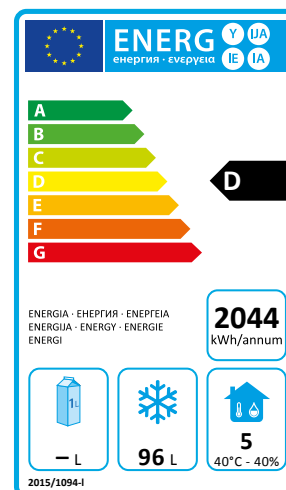 ENERG Y IJA
енергия · ενεργεια IE IA
A
B
C
D
D
E
F
G
ENERGIA · ЕНЕРГИЯ · ΕΝΕΡΓΕΙΑ
ENERGIJA · ENERGY · ENERGIE
ENERGI
2044
kWh/annum
1L
– L
96 L
5
40°C - 40%
2015/1094-I